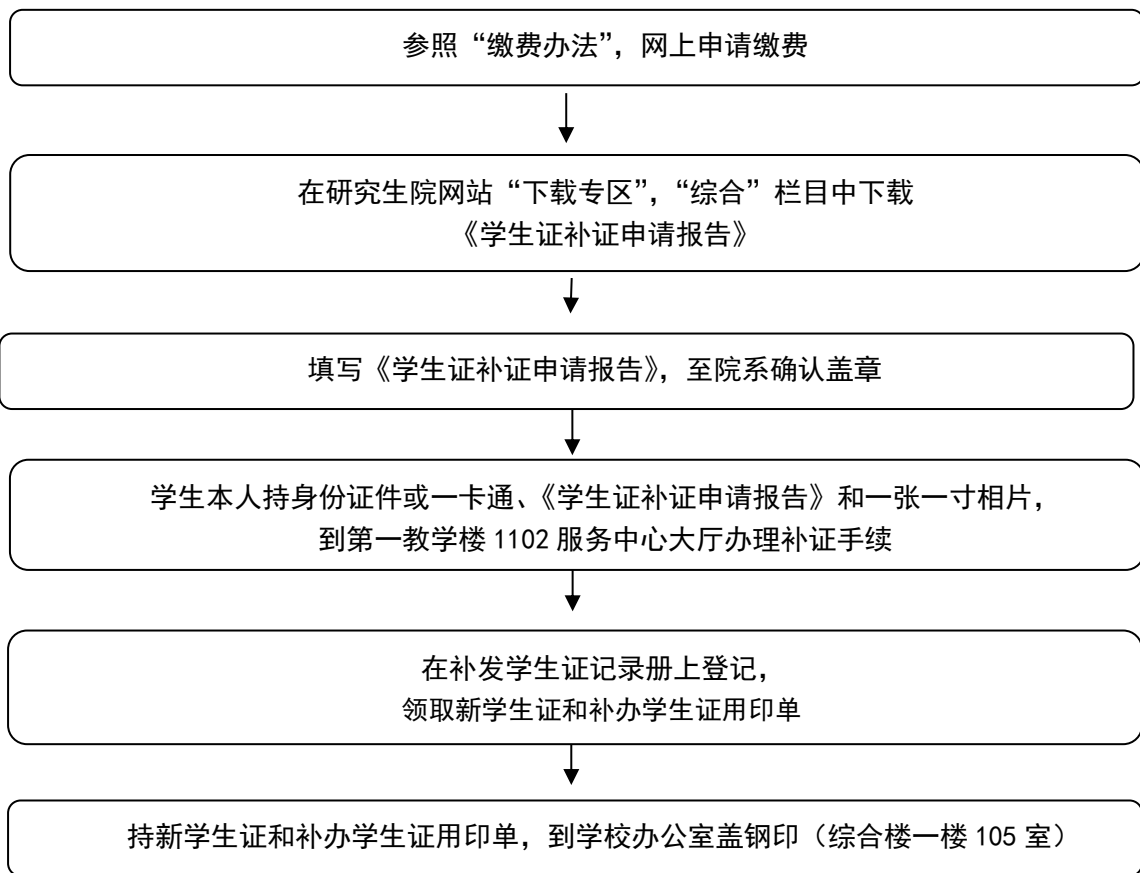 参照“缴费办法”，网上申请缴费
在研究生院网站“下载专区”，“综合”栏目中下载
《学生证补证申请报告》
填写《学生证补证申请报告》，至院系确认盖章
学生本人持身份证件或一卡通、《学生证补证申请报告》和一张一寸相片，
到第一教学楼 1102 服务中心大厅办理补证手续
在补发学生证记录册上登记，
领取新学生证和补办学生证用印单
持新学生证和补办学生证用印单，到学校办公室盖钢印（综合楼一楼 105 室）